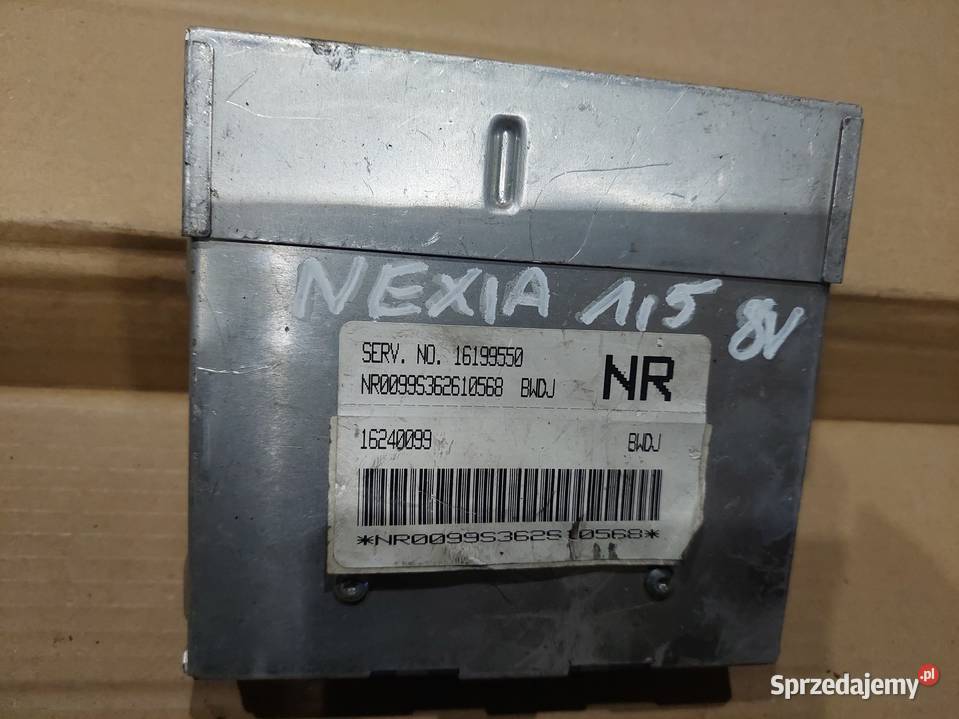 NEXIA 1,5 8V
SERV. NO. 16199550
NR0099S362610568 BWDJ
NR
16240099 BWDJ
*NR0099S362S10568*
Sprzedajemy.pl